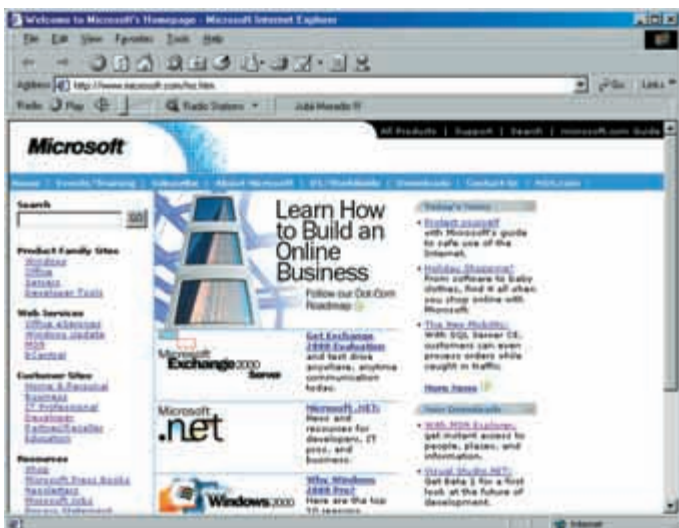 Welcome to Microsoft's Homepage - Microsoft Internet Explorer
File Edit View Favorites Tools Help
Address http://www.microsoft.com/
Go Links
Radio Play Radio Stations
All Products | Support | Search | microsoft.com Guide
Microsoft
Home | Events/Training | Subscribe | About Microsoft | US/Worldwide | Downloads | Contact Us | MSN.com
Search
GO
Product Family Sites
Windows
Office
Servers
Developer Tools
Web Services
Office eServices
Windows Update
MSN
bCentral
Customer Sites
Home & Personal
Business
IT Professional
Developer
Partner/Reseller
Education
Resources
Shop
Microsoft Press Books
Newsletters
Microsoft Jobs
Privacy Statement
Learn How
to Build an
Online
Business
Follow our Dot-Com
Roadmap
Microsoft
Exchange2000
Server
Get Exchange
2000 Evaluation
and test drive
anywhere, anytime
communication
today.
Microsoft
.net
Microsoft .NET:
News and
resources for
developers, IT
pros, and
business.
Windows2000
Why Windows
2000 Pro?
Here are the top
10 reasons
Today's News
• Protect yourself
with Microsoft's guide
to safe use of the
Internet.
• Holiday Shopping?
From software to baby
clothes, find it all when
you shop online with
Microsoft.
• The New Mobility:
With SQL Server CE,
customers can even
process orders while
caught in traffic.
More News
New Downloads
• With MSN Explorer,
get instant access to
people, places, and
information.
• Visual Studio.NET:
Get Beta 1 for a first
look at the future of
development.
Internet